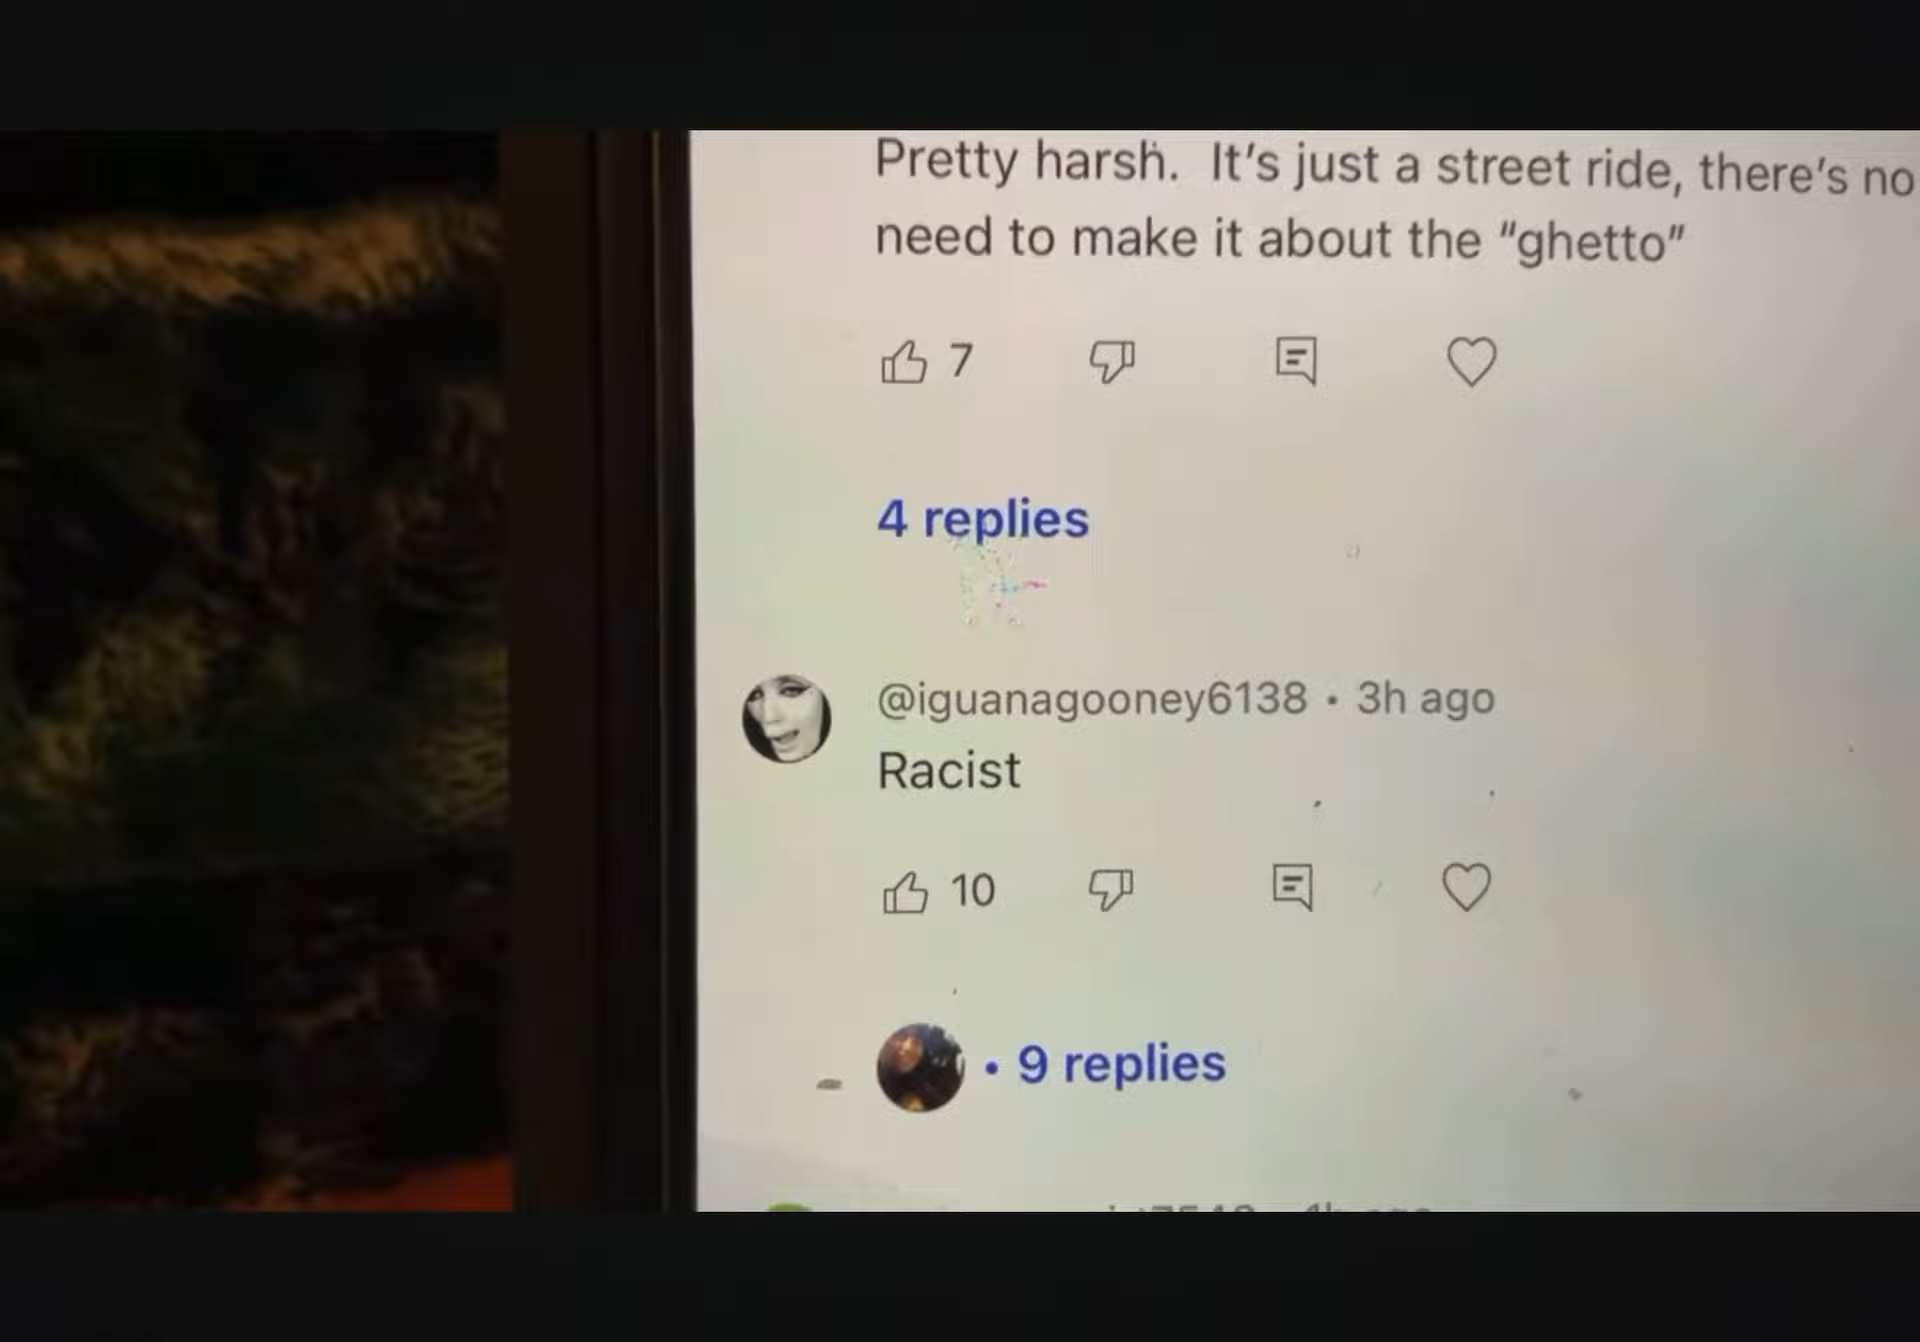 Pretty harsh.  It's just a street ride, there's no
need to make it about the "ghetto"
7
4 replies
@iguanagooney6138 • 3h ago
Racist
10
• 9 replies